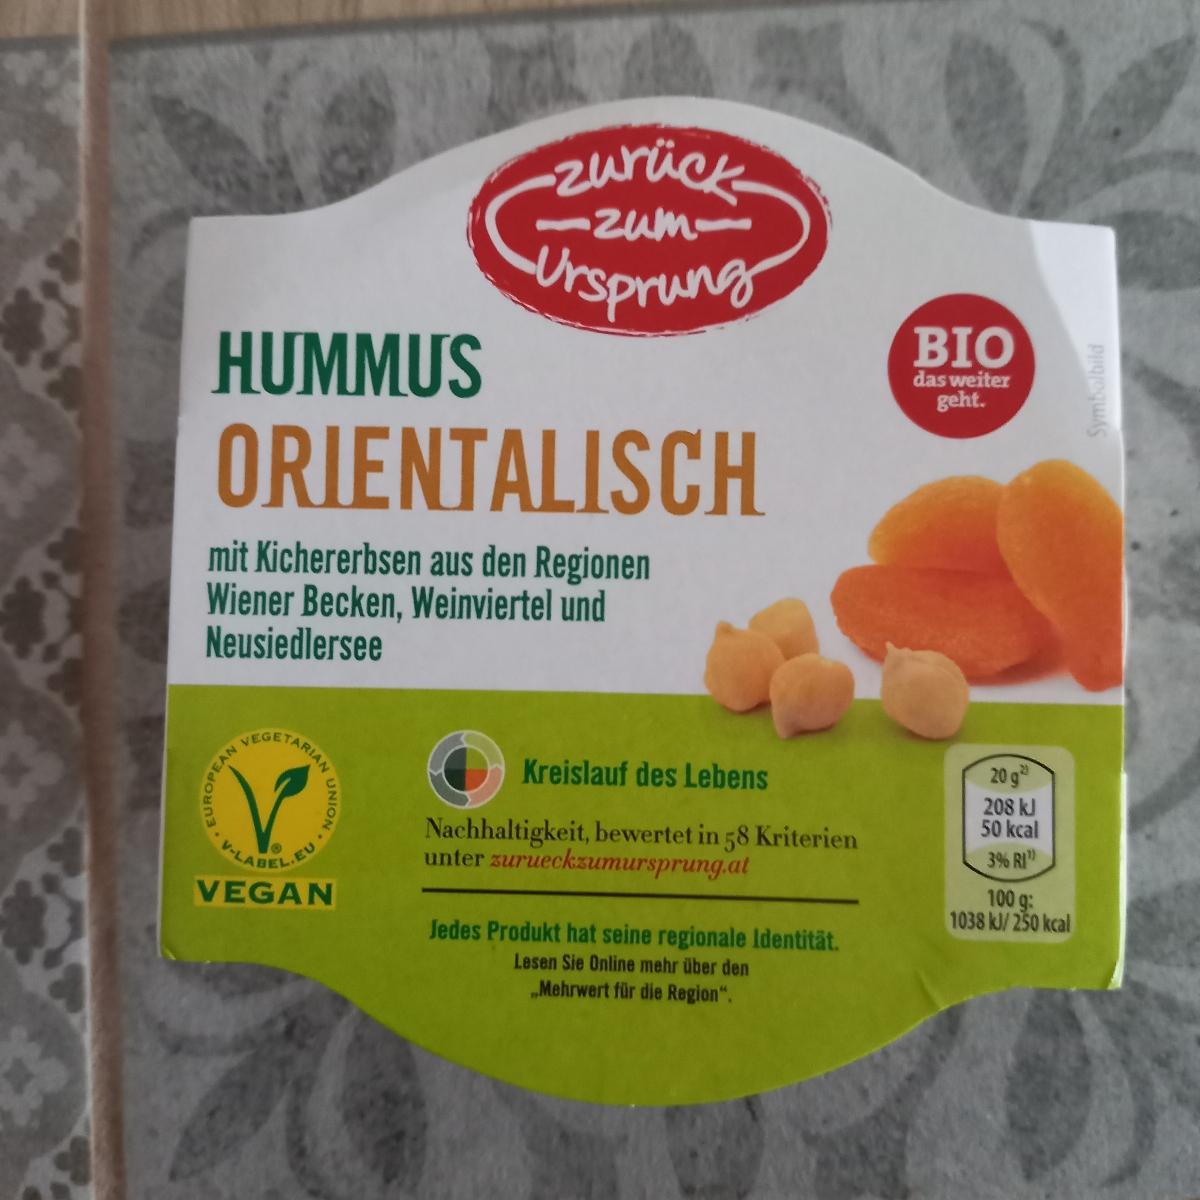 zurück
zum
Ursprung
HUMMUS
BIO
das weiter
geht.
Symbolbild
ORIENTALISCH
mit Kichererbsen aus den Regionen
Wiener Becken, Weinviertel und
Neusiedlersee
EUROPEAN VEGETARIAN UNION
V-LABEL.EU
®
VEGAN
Kreislauf des Lebens
Nachhaltigkeit, bewertet in 58 Kriterien
unter zurueckzumursprung.at
Jedes Produkt hat seine regionale Identität.
Lesen Sie Online mehr über den
„Mehrwert für die Region“.
20 g²⁾
208 kJ
50 kcal
3% RI¹⁾
100 g:
1038 kJ/ 250 kcal